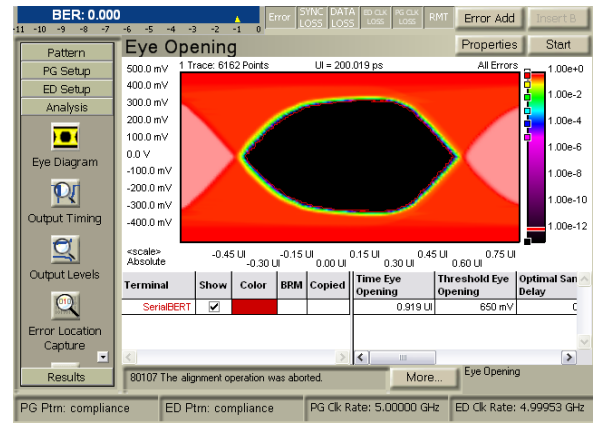 BER: 0.000
-11 -10 -9 -8 -7 -6 -5 -4 -3 -2 -1 0
Error
SYNC LOSS
DATA LOSS
ED CLK LOSS
PG CLK LOSS
RMT
Error Add
Insert B
Pattern
PG Setup
ED Setup
Analysis
Eye Diagram
Output Timing
Output Levels
Error Location Capture
Results
Eye Opening
Properties
Start
1 Trace: 6162 Points
UI = 200.019 ps
All Errors
500.0 mV
400.0 mV
300.0 mV
200.0 mV
100.0 mV
0.0 V
-100.0 mV
-200.0 mV
-300.0 mV
-400.0 mV
1.00e+0
1.00e-2
1.00e-4
1.00e-6
1.00e-8
1.00e-10
1.00e-12
<scale>
Absolute
-0.45 UI -0.15 UI 0.15 UI 0.45 UI 0.75 UI
-0.30 UI 0.00 UI 0.30 UI 0.60 UI
Terminal Show Color BRM Copied Time Eye Opening Threshold Eye Opening Optimal San Delay
SerialBERT 0.919 UI 650 mV
80107 The alignment operation was aborted.
More...
Eye Opening
PG Ptrn: compliance
ED Ptrn: compliance
PG Clk Rate: 5.00000 GHz
ED Clk Rate: 4.99953 GHz